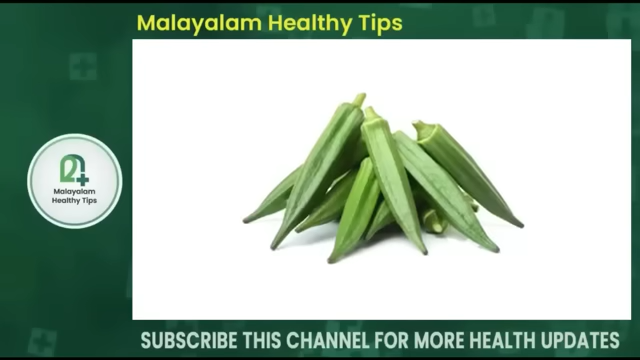 Malayalam Healthy Tips
Malayalam
Healthy Tips
SUBSCRIBE THIS CHANNEL FOR MORE HEALTH UPDATES